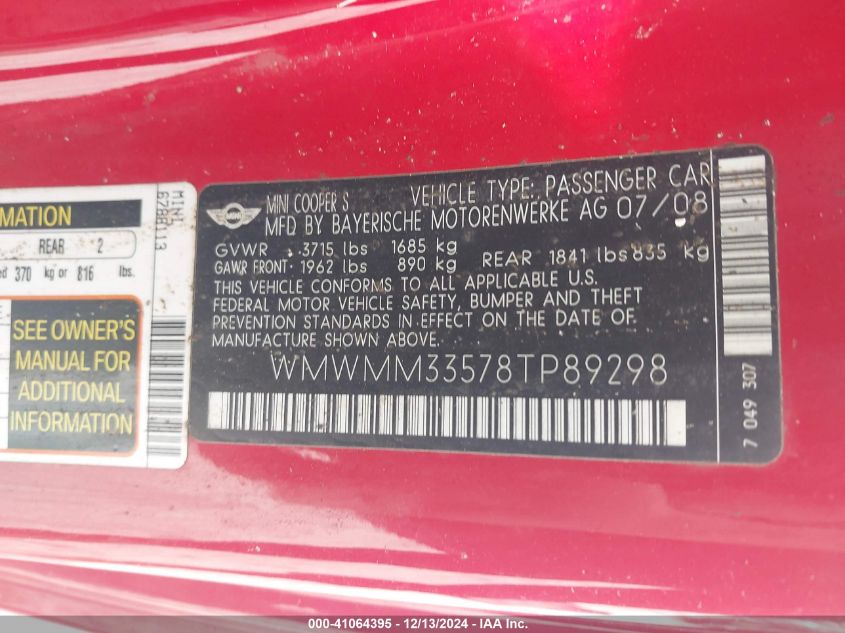 MATION
REAR 2
ed 370 kg or 816 lbs.
SEE OWNER'S
MANUAL FOR
ADDITIONAL
INFORMATION
MINI
6788113
MINI
MINI COOPER S VEHICLE TYPE: PASSENGER CAR
MFD BY BAYERISCHE MOTORENWERKE AG 07/08
GVWR : 3715 lbs 1685 kg
GAWR FRONT: 1962 lbs 890 kg REAR 1841 lbs 835 kg
THIS VEHICLE CONFORMS TO ALL APPLICABLE U.S.
FEDERAL MOTOR VEHICLE SAFETY, BUMPER AND THEFT
PREVENTION STANDARDS IN EFFECT ON THE DATE OF
MANUFACTURE SHOWN ABOVE.
WMWMM33578TP89298
7 049 307
000-41064395 - 12/13/2024 - IAA Inc.